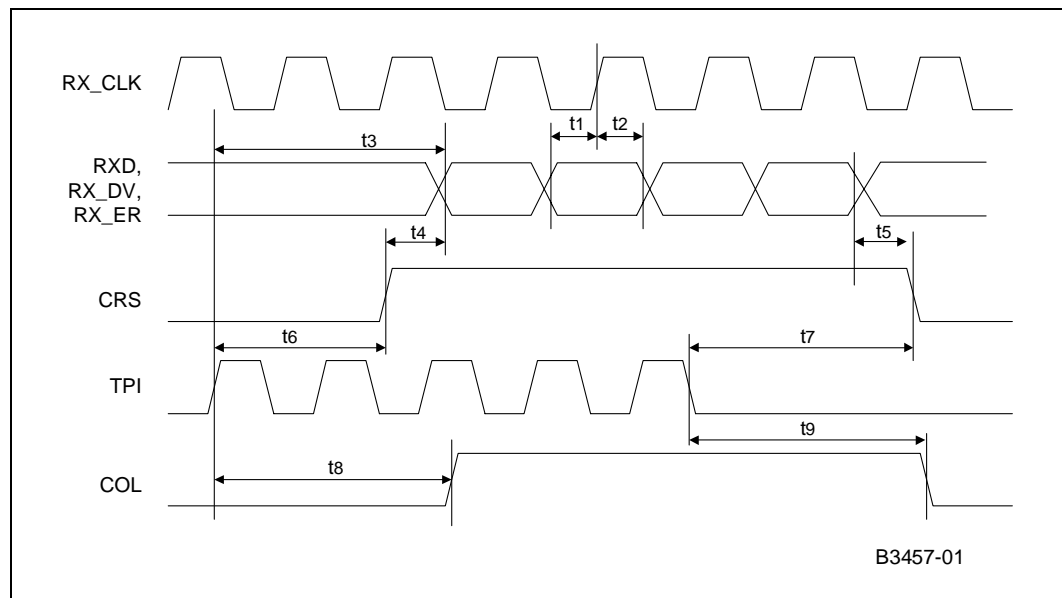 RX_CLK
t1
t2
t3
RXD,
RX_DV,
RX_ER
t4
t5
CRS
t6
t7
TPI
t9
t8
COL
B3457-01